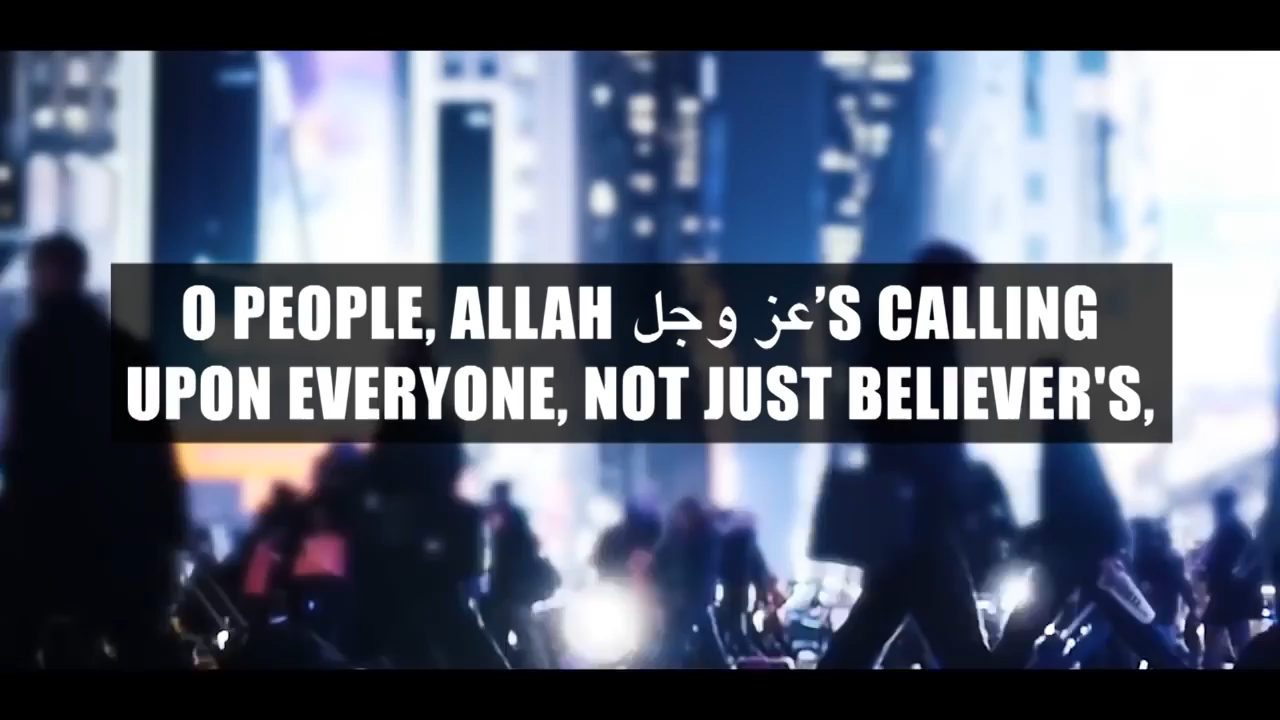 O PEOPLE, ALLAH عز وجل’S CALLING
UPON EVERYONE, NOT JUST BELIEVER'S,